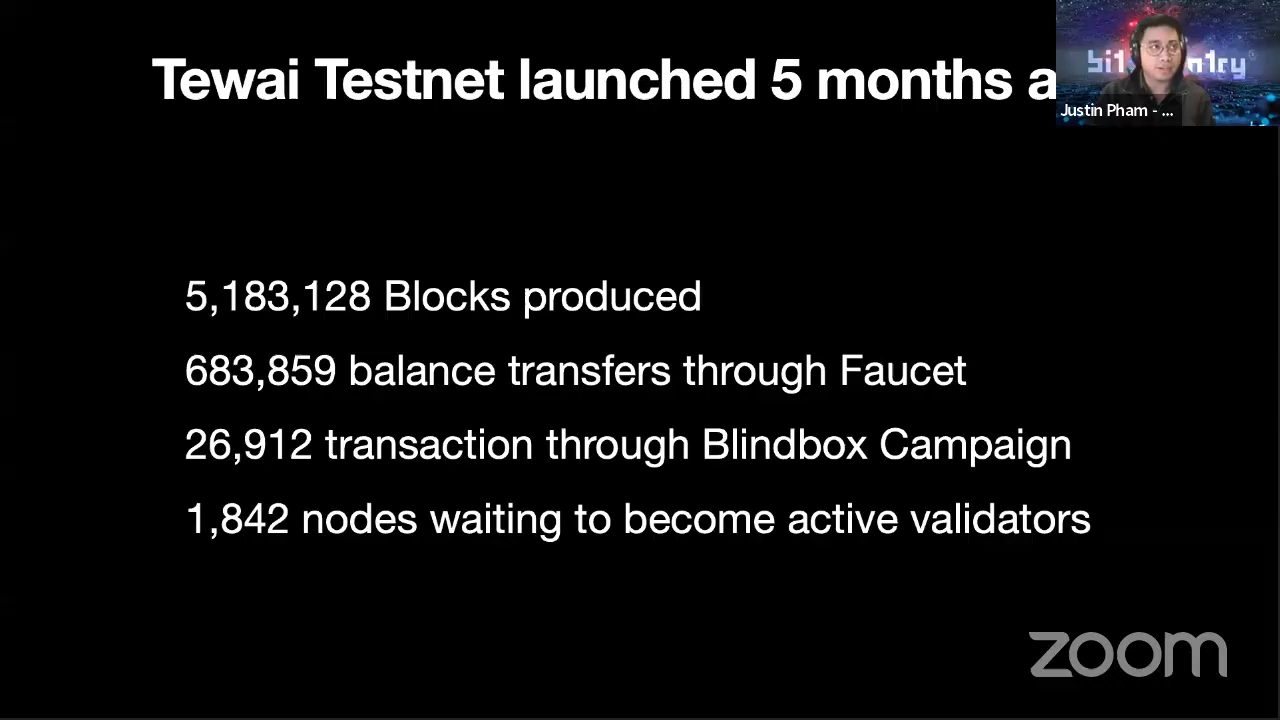 Tewai Testnet launched 5 months a
Justin Pham - ...
5,183,128 Blocks produced
683,859 balance transfers through Faucet
26,912 transaction through Blindbox Campaign
1,842 nodes waiting to become active validators
zoom